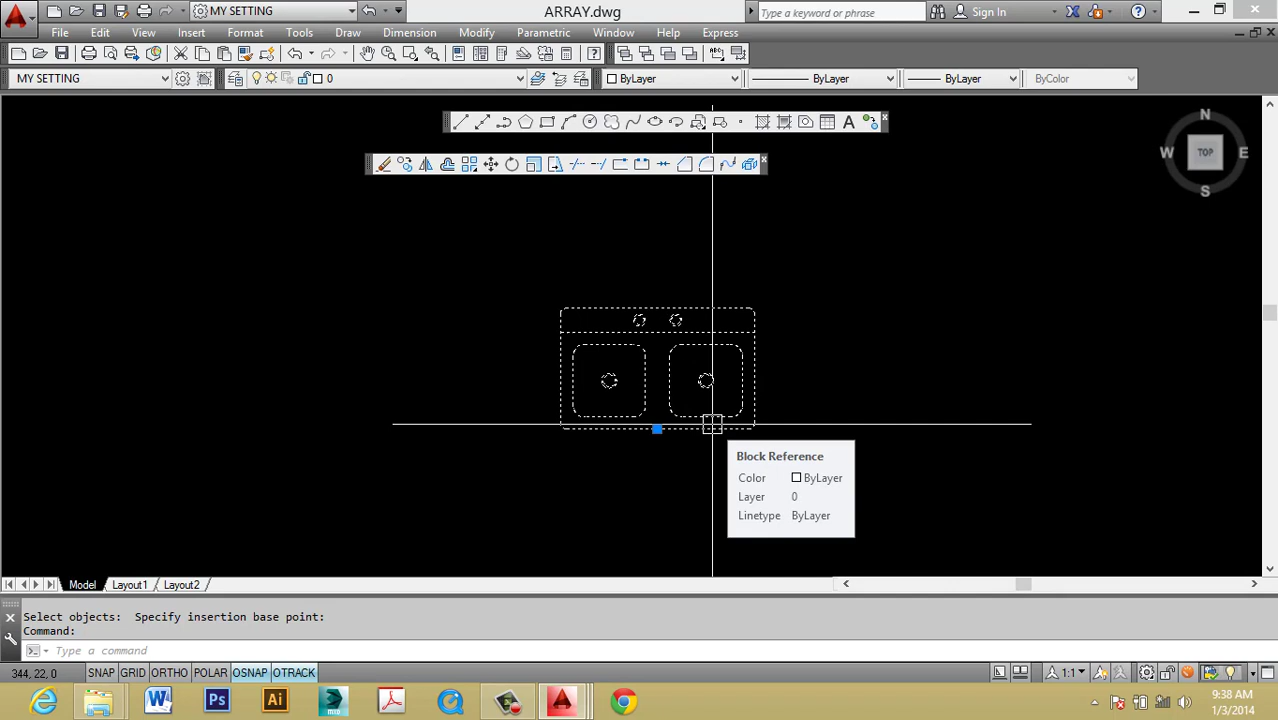 MY SETTING
ARRAY.dwg
Type a keyword or phrase
Sign In
File Edit View Insert Format Tools Draw Dimension Modify Parametric Window Help Express
MY SETTING
0
ByLayer
ByLayer
ByLayer
ByColor
A
N
W
TOP
E
S
Block Reference
Color ByLayer
Layer 0
Linetype ByLayer
Model Layout1 Layout2
Select objects:  Specify insertion base point:
Command:
Type a command
344, 22, 0
SNAP GRID ORTHO POLAR OSNAP OTRACK
1:1
W Ps Ai
9:38 AM
1/3/2014